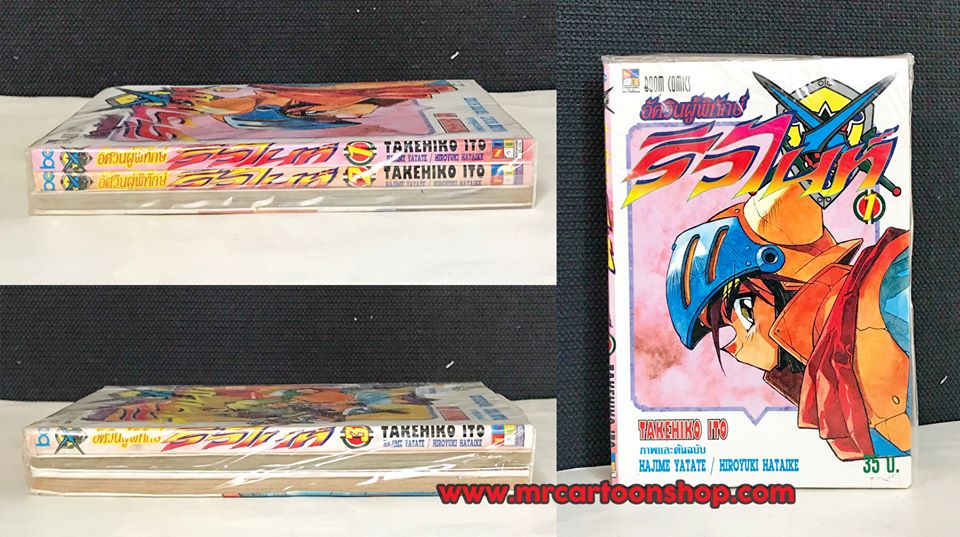 อัศวินผู้พิทักษ์ ริวไนท์ 1 TAKEHIKO ITO
HAJIME YATATE / HIROYUKI HATAIKE
อัศวินผู้พิทักษ์ ริวไนท์ 2 TAKEHIKO ITO
HAJIME YATATE / HIROYUKI HATAIKE
อัศวินผู้พิทักษ์ ริวไนท์ 3 TAKEHIKO ITO
HAJIME YATATE / HIROYUKI HATAIKE
BOOM COMICS
อัศวินผู้พิทักษ์
ริวไนท์
1
TAKEHIKO ITO
ภาพและต้นฉบับ
HAJIME YATATE / HIROYUKI HATAIKE
35 บ.
www.mrcartoonshop.com